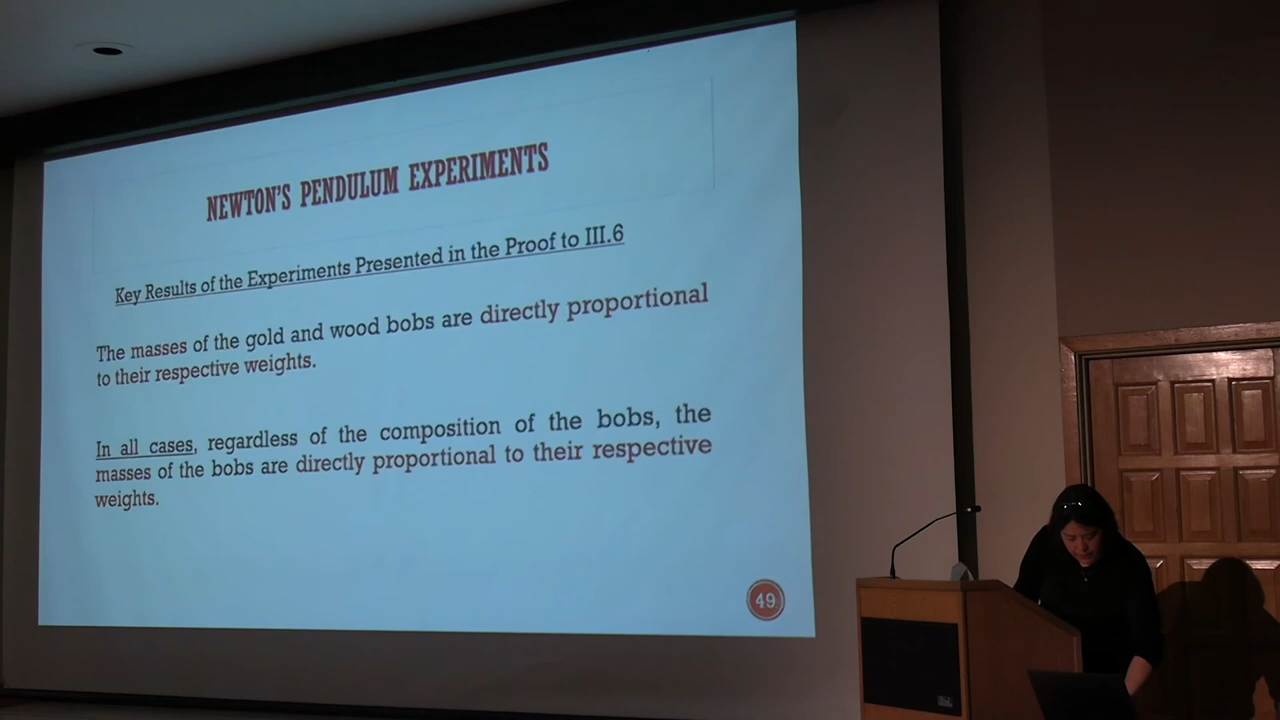 NEWTON'S PENDULUM EXPERIMENTS
Key Results of the Experiments Presented in the Proof to III.6
The masses of the gold and wood bobs are directly proportional
to their respective weights.
In all cases, regardless of the composition of the bobs, the
masses of the bobs are directly proportional to their respective
weights.
49